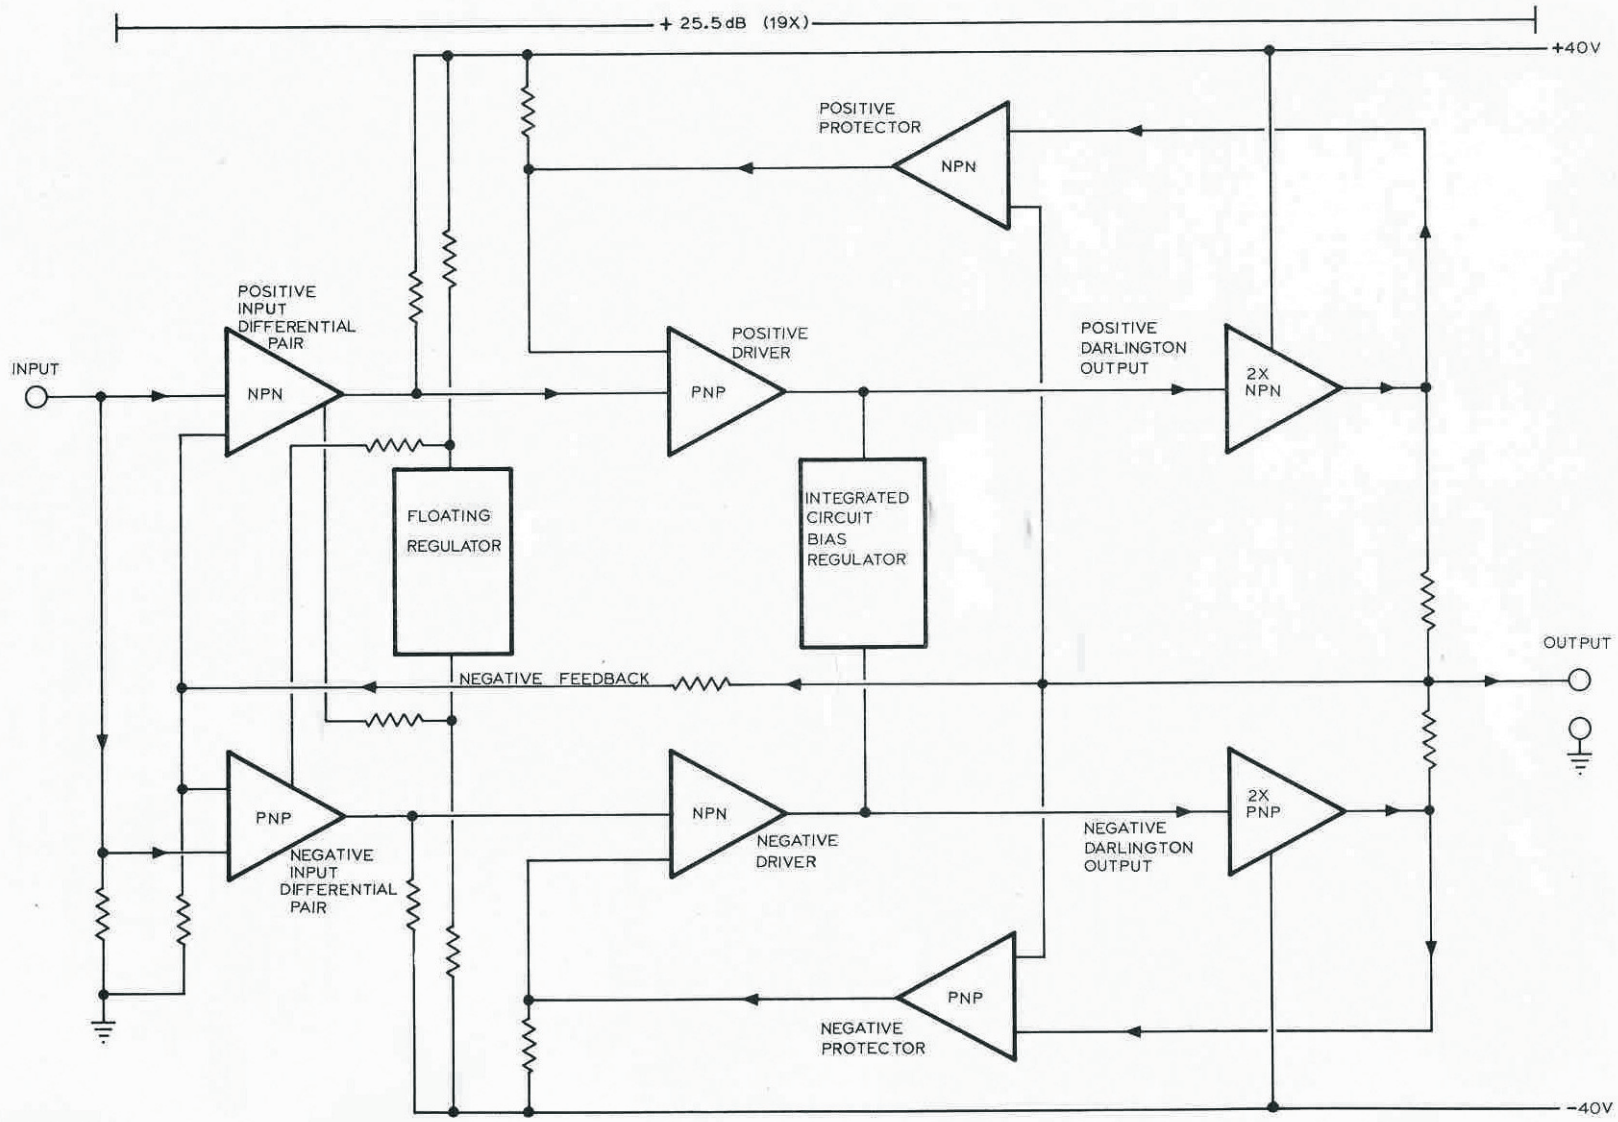 + 25.5dB (19X)
+40V
POSITIVE
PROTECTOR
NPN
POSITIVE
INPUT
DIFFERENTIAL
PAIR
INPUT
NPN
POSITIVE
DRIVER
PNP
POSITIVE
DARLINGTON
OUTPUT
2X
NPN
FLOATING
REGULATOR
INTEGRATED
CIRCUIT
BIAS
REGULATOR
OUTPUT
NEGATIVE FEEDBACK
PNP
NEGATIVE
INPUT
DIFFERENTIAL
PAIR
NPN
NEGATIVE
DRIVER
2X
PNP
NEGATIVE
DARLINGTON
OUTPUT
PNP
NEGATIVE
PROTECTOR
-40V